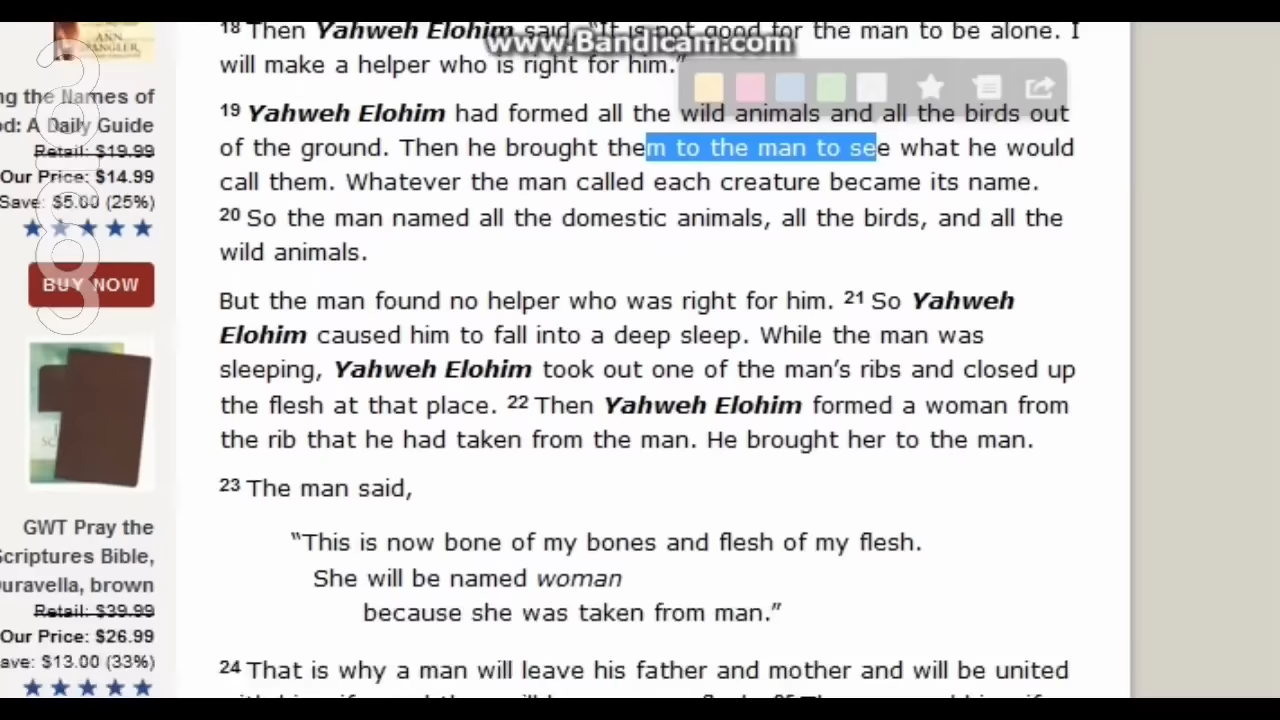 18 Then Yahweh Elohim said, “It is not good for the man to be alone. I
www.Bandicam.com
will make a helper who is right for him.”
19 Yahweh Elohim had formed all the wild animals and all the birds out
of the ground. Then he brought them to the man to see what he would
call them. Whatever the man called each creature became its name.
20 So the man named all the domestic animals, all the birds, and all the
wild animals.
But the man found no helper who was right for him. 21 So Yahweh
Elohim caused him to fall into a deep sleep. While the man was
sleeping, Yahweh Elohim took out one of the man’s ribs and closed up
the flesh at that place. 22 Then Yahweh Elohim formed a woman from
the rib that he had taken from the man. He brought her to the man.
23 The man said,
“This is now bone of my bones and flesh of my flesh.
She will be named woman
because she was taken from man.”
24 That is why a man will leave his father and mother and will be united
ANN
ng the Names of
od: A Daily Guide
Retail: $19.99
Our Price: $14.99
Save: $5.00 (25%)
BUY NOW
GWT Pray the
Scriptures Bible,
Duravella, brown
Retail: $39.99
Our Price: $26.99
ave: $13.00 (33%)